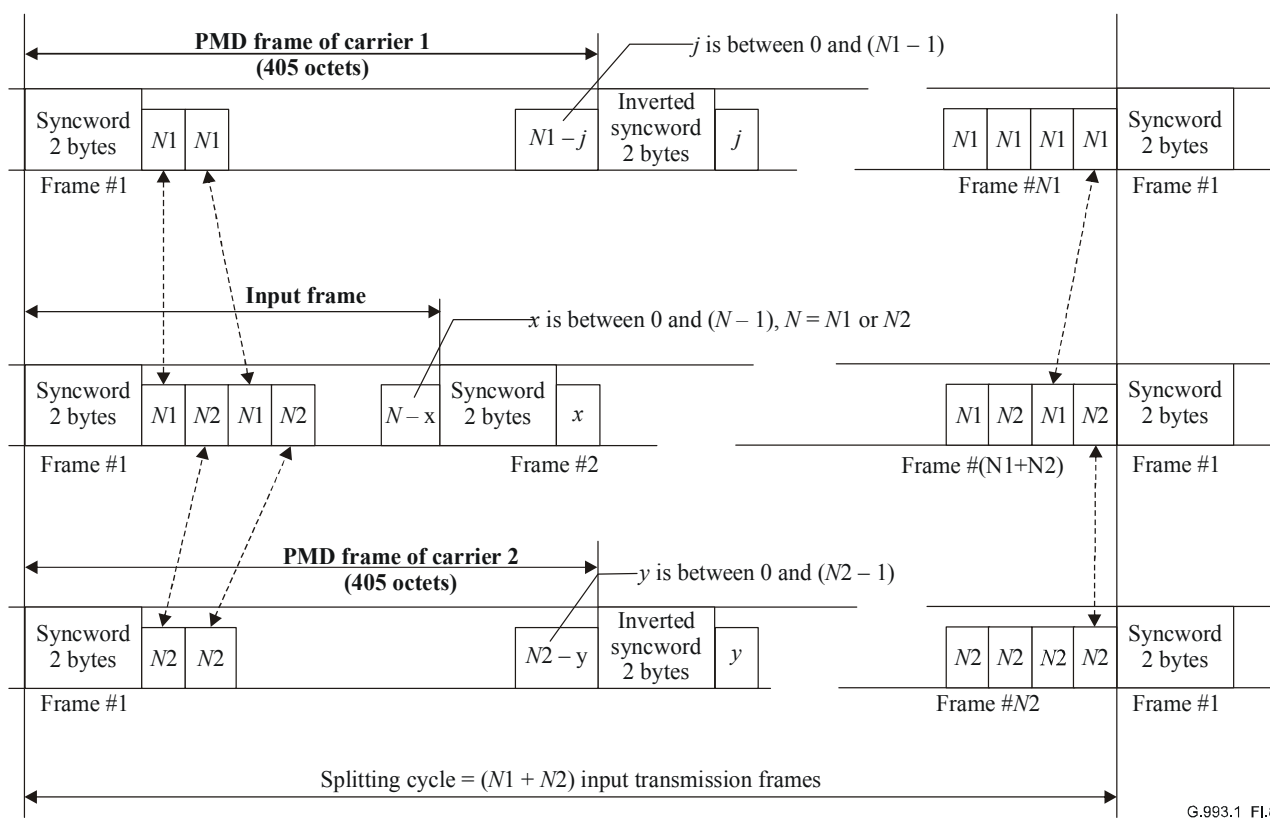 PMD frame of carrier 1
(405 octets)
j is between 0 and (N1 – 1)
Syncword
2 bytes
N1
N1
N1 – j
Inverted
syncword
2 bytes
j
N1
N1
N1
N1
Syncword
2 bytes
Frame #1
Frame #N1
Frame #1
Input frame
x is between 0 and (N – 1), N = N1 or N2
Syncword
2 bytes
N1
N2
N1
N2
N – x
Syncword
2 bytes
x
N1
N2
N1
N2
Syncword
2 bytes
Frame #1
Frame #2
Frame #(N1+N2)
Frame #1
PMD frame of carrier 2
(405 octets)
y is between 0 and (N2 – 1)
Syncword
2 bytes
N2
N2
N2 – y
Inverted
syncword
2 bytes
y
N2
N2
N2
N2
Syncword
2 bytes
Frame #1
Frame #N2
Frame #1
Splitting cycle = (N1 + N2) input transmission frames
G.993.1